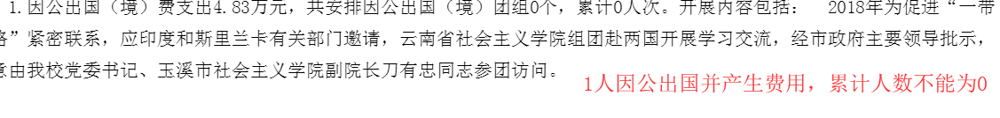 1.因公出国（境）费支出4.83万元，共安排因公出国（境）团组0个，累计0人次。开展内容包括： 2018年为促进“一带
路”紧密联系，应印度和斯里兰卡有关部门邀请，云南省社会主义学院组团赴两国开展学习交流，经市政府主要领导批示，
意由我校党委书记、玉溪市社会主义学院副院长刀有忠同志参团访问。
1人因公出国并产生费用，累计人数不能为0